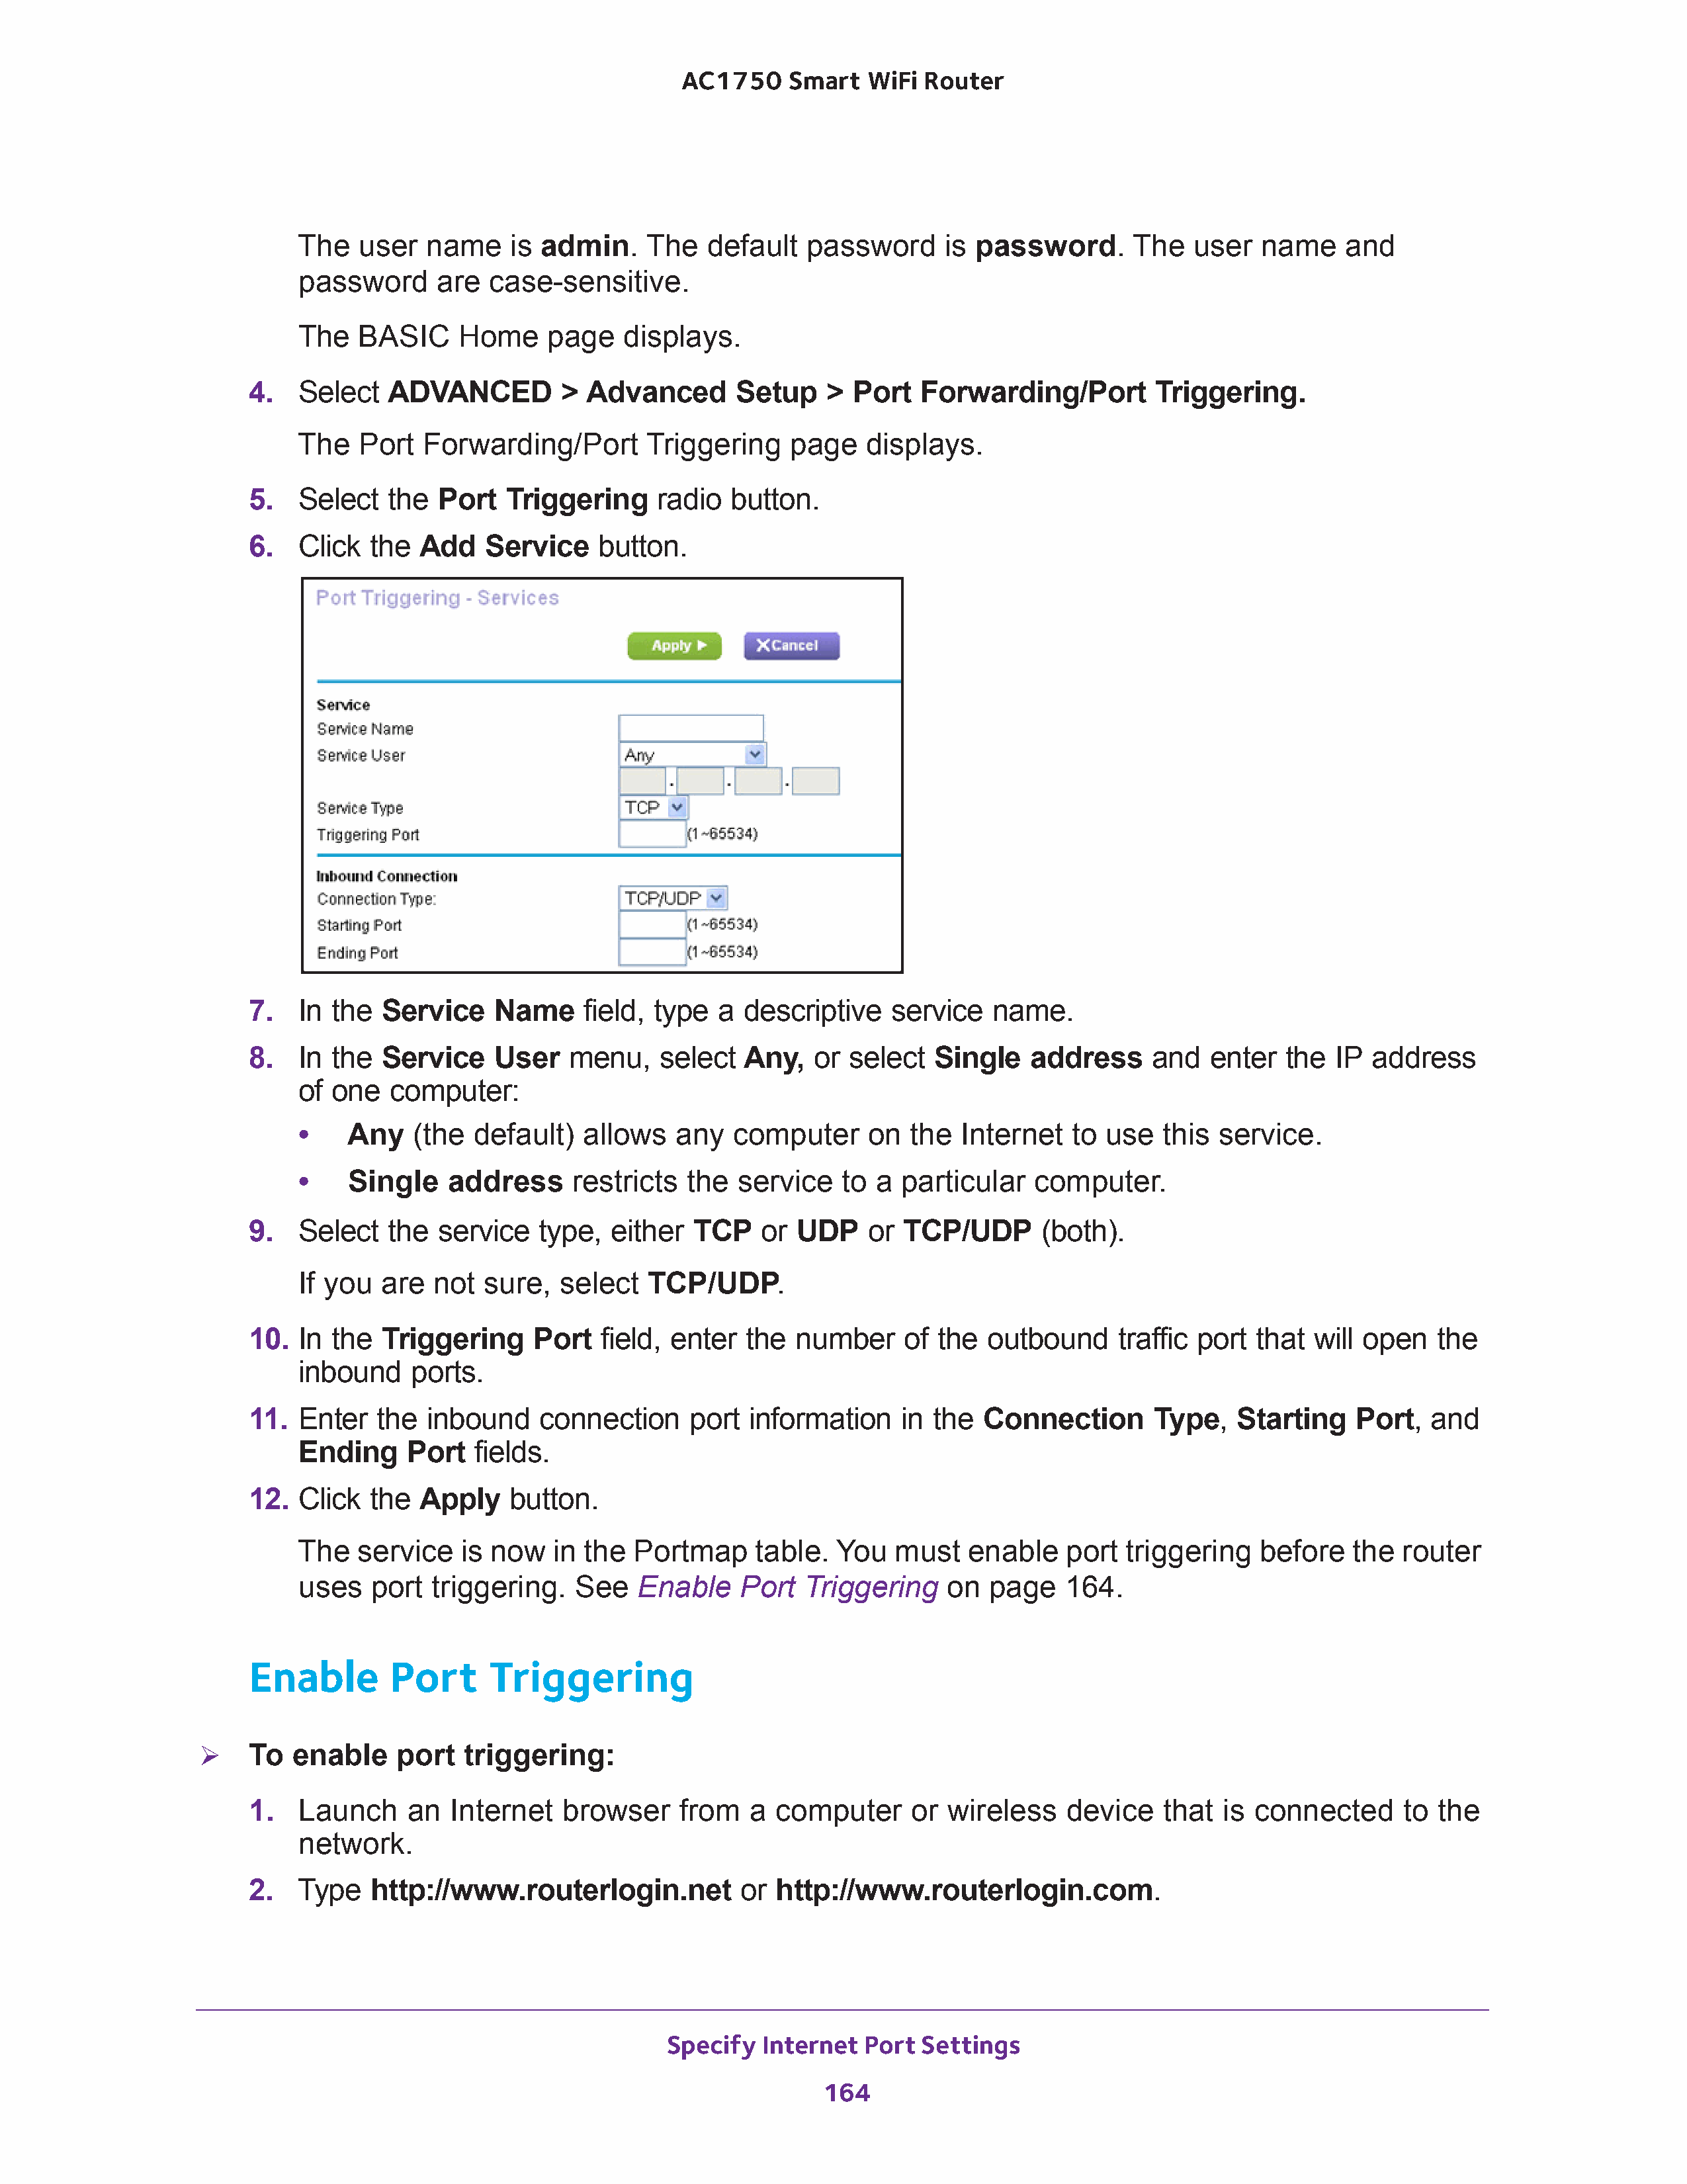 AC1750 Smart WiFi Router
The user name is admin. The default password is password. The user name and
password are case-sensitive.
The BASIC Home page displays.
4. Select ADVANCED > Advanced Setup > Port Forwarding/Port Triggering.
The Port Forwarding/Port Triggering page displays.
5. Select the Port Triggering radio button.
6. Click the Add Service button.
Port Triggering - Services
Apply ▶ XCancel
Service
Service Name
Service User Any
. . .
Service Type TCP
Triggering Port (1~65534)
Inbound Connection
Connection Type: TCP/UDP
Starting Port (1~65534)
Ending Port (1~65534)
7. In the Service Name field, type a descriptive service name.
8. In the Service User menu, select Any, or select Single address and enter the IP address
of one computer:
• Any (the default) allows any computer on the Internet to use this service.
• Single address restricts the service to a particular computer.
9. Select the service type, either TCP or UDP or TCP/UDP (both).
If you are not sure, select TCP/UDP.
10. In the Triggering Port field, enter the number of the outbound traffic port that will open the
inbound ports.
11. Enter the inbound connection port information in the Connection Type, Starting Port, and
Ending Port fields.
12. Click the Apply button.
The service is now in the Portmap table. You must enable port triggering before the router
uses port triggering. See Enable Port Triggering on page 164.
Enable Port Triggering
➢ To enable port triggering:
1. Launch an Internet browser from a computer or wireless device that is connected to the
network.
2. Type http://www.routerlogin.net or http://www.routerlogin.com.
Specify Internet Port Settings
164